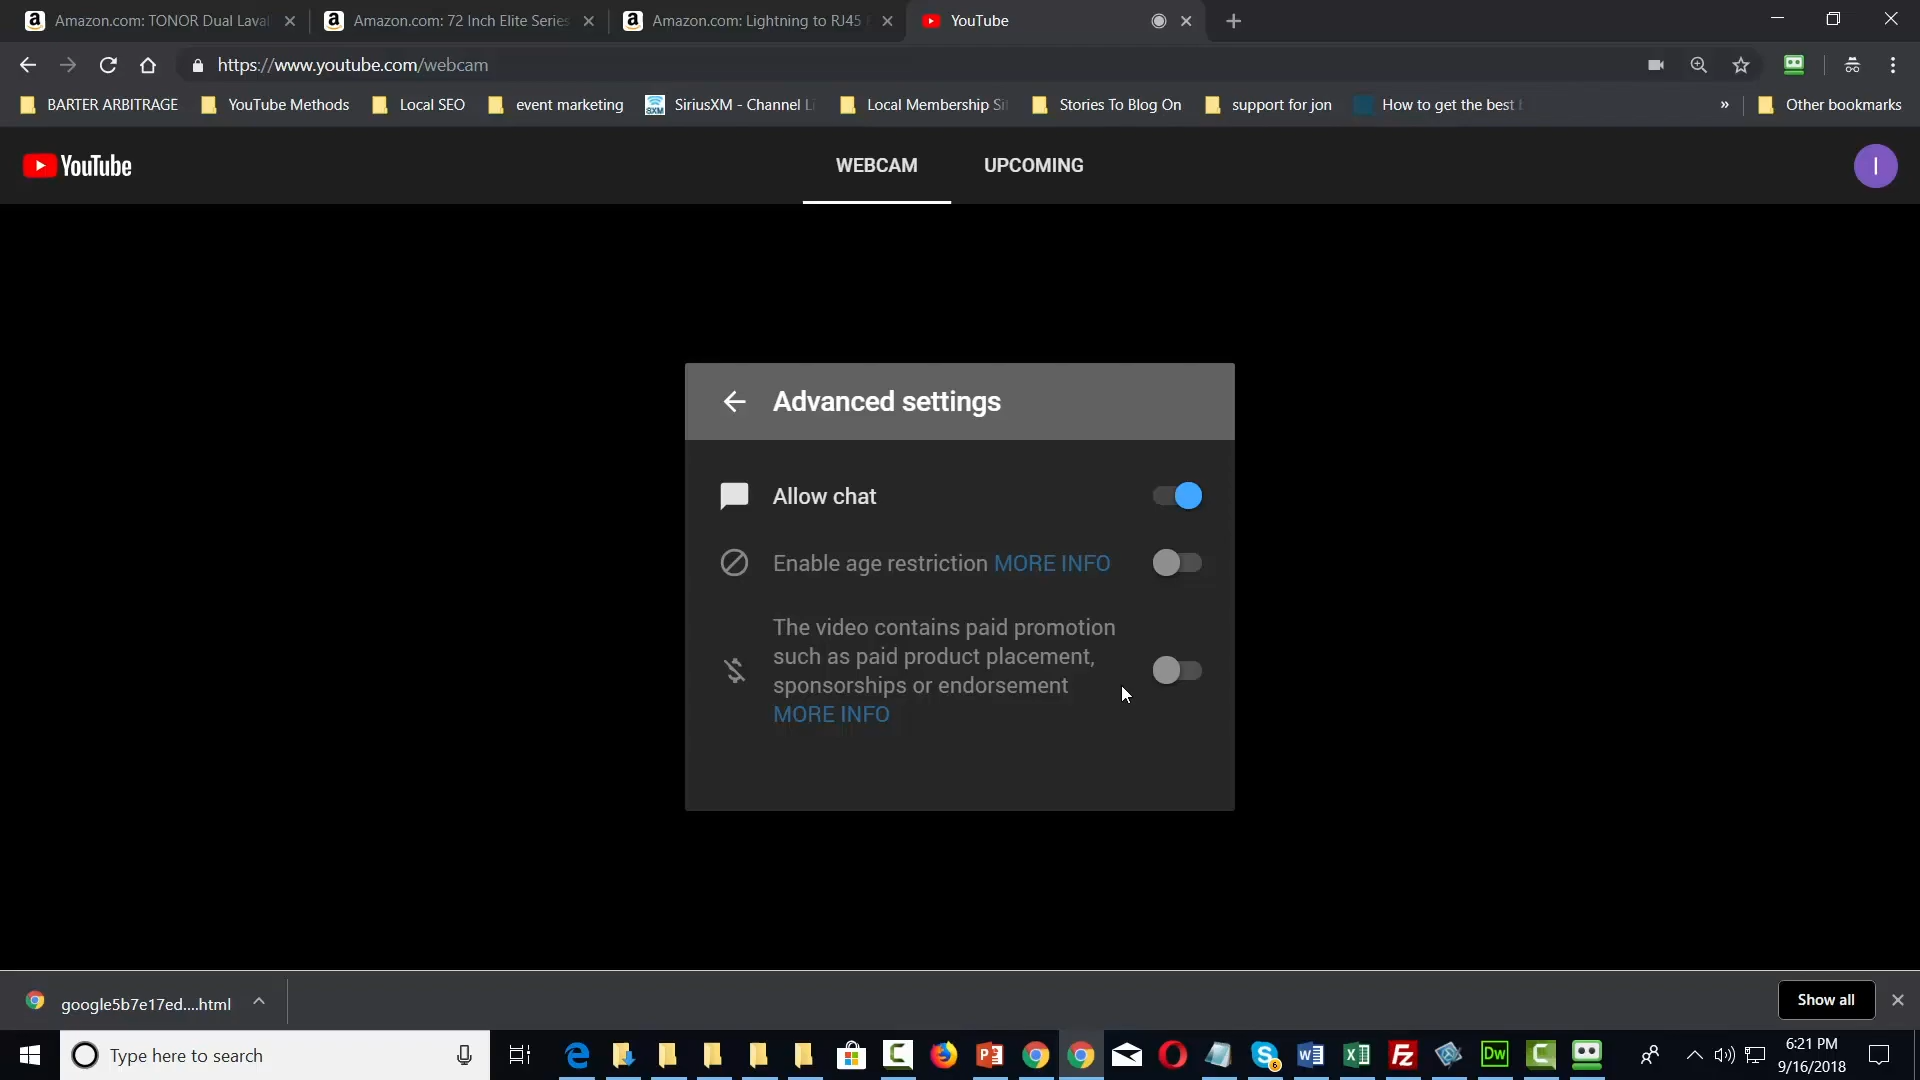 Amazon.com: TONOR Dual Laval
Amazon.com: 72 Inch Elite Series
Amazon.com: Lightning to RJ45
YouTube
https://www.youtube.com/webcam
BARTER ARBITRAGE
YouTube Methods
Local SEO
event marketing
SiriusXM - Channel Li
Local Membership Si
Stories To Blog On
support for jon
How to get the best
»
Other bookmarks
YouTube
WEBCAM
UPCOMING
I
Advanced settings
Allow chat
Enable age restriction MORE INFO
The video contains paid promotion
such as paid product placement,
sponsorships or endorsement
MORE INFO
google5b7e17ed....html
Show all
Type here to search
6:21 PM
9/16/2018